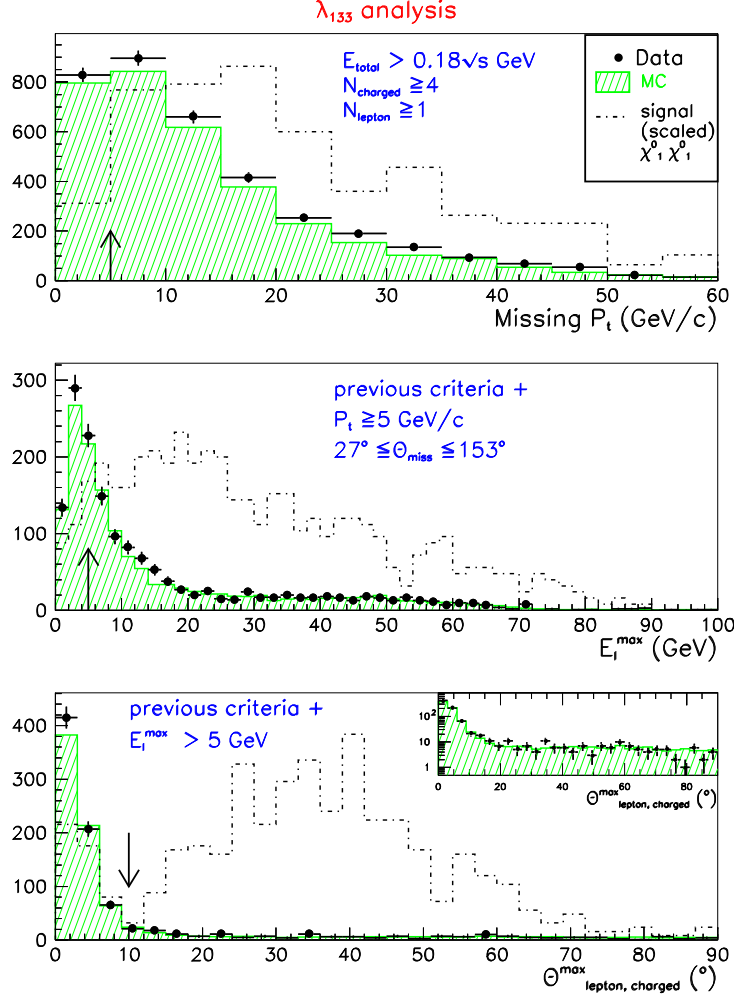 λ₁₃₃ analysis
E_total > 0.18√s GeV
N_charged ≧4
N_lepton ≧1
Data
MC
signal
(scaled)
χ⁰₁ χ⁰₁
800
600
400
200
0
0 10 20 30 40 50 60
Missing P_t (GeV/c)
previous criteria +
P_t ≧5 GeV/c
27° ≦Θ_miss ≦153°
300
200
100
0
0 10 20 30 40 50 60 70 80 90 100
E_l^max (GeV)
previous criteria +
E_l^max > 5 GeV
400
300
200
100
0
0 10 20 30 40 50 60 70 80 90
Θ^max_lepton, charged (°)
10²
10
1
0 20 40 60 80
Θ^max_lepton, charged (°)